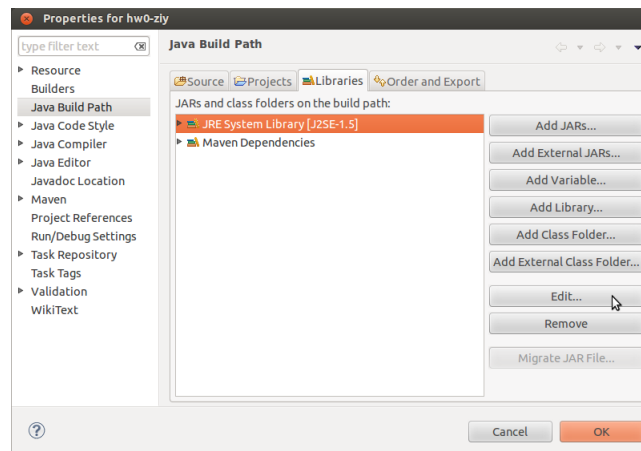 Properties for hw0-ziy
type filter text
Resource
Builders
Java Build Path
Java Code Style
Java Compiler
Java Editor
Javadoc Location
Maven
Project References
Run/Debug Settings
Task Repository
Task Tags
Validation
WikiText
Java Build Path
Source Projects Libraries Order and Export
JARs and class folders on the build path:
JRE System Library [J2SE-1.5]
Maven Dependencies
Add JARs...
Add External JARs...
Add Variable...
Add Library...
Add Class Folder...
Add External Class Folder...
Edit...
Remove
Migrate JAR File...
?
Cancel OK